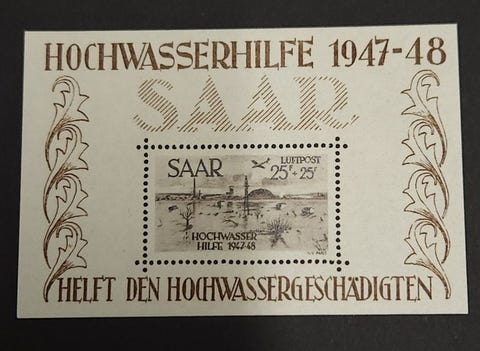 HOCHWASSERHILFE 1947-48
SAAR
SAAR
LUFTPOST
25F+25F
HOCHWASSER
HILFE 1947-48
HELFT DEN HOCHWASSERGESCHÄDIGTEN